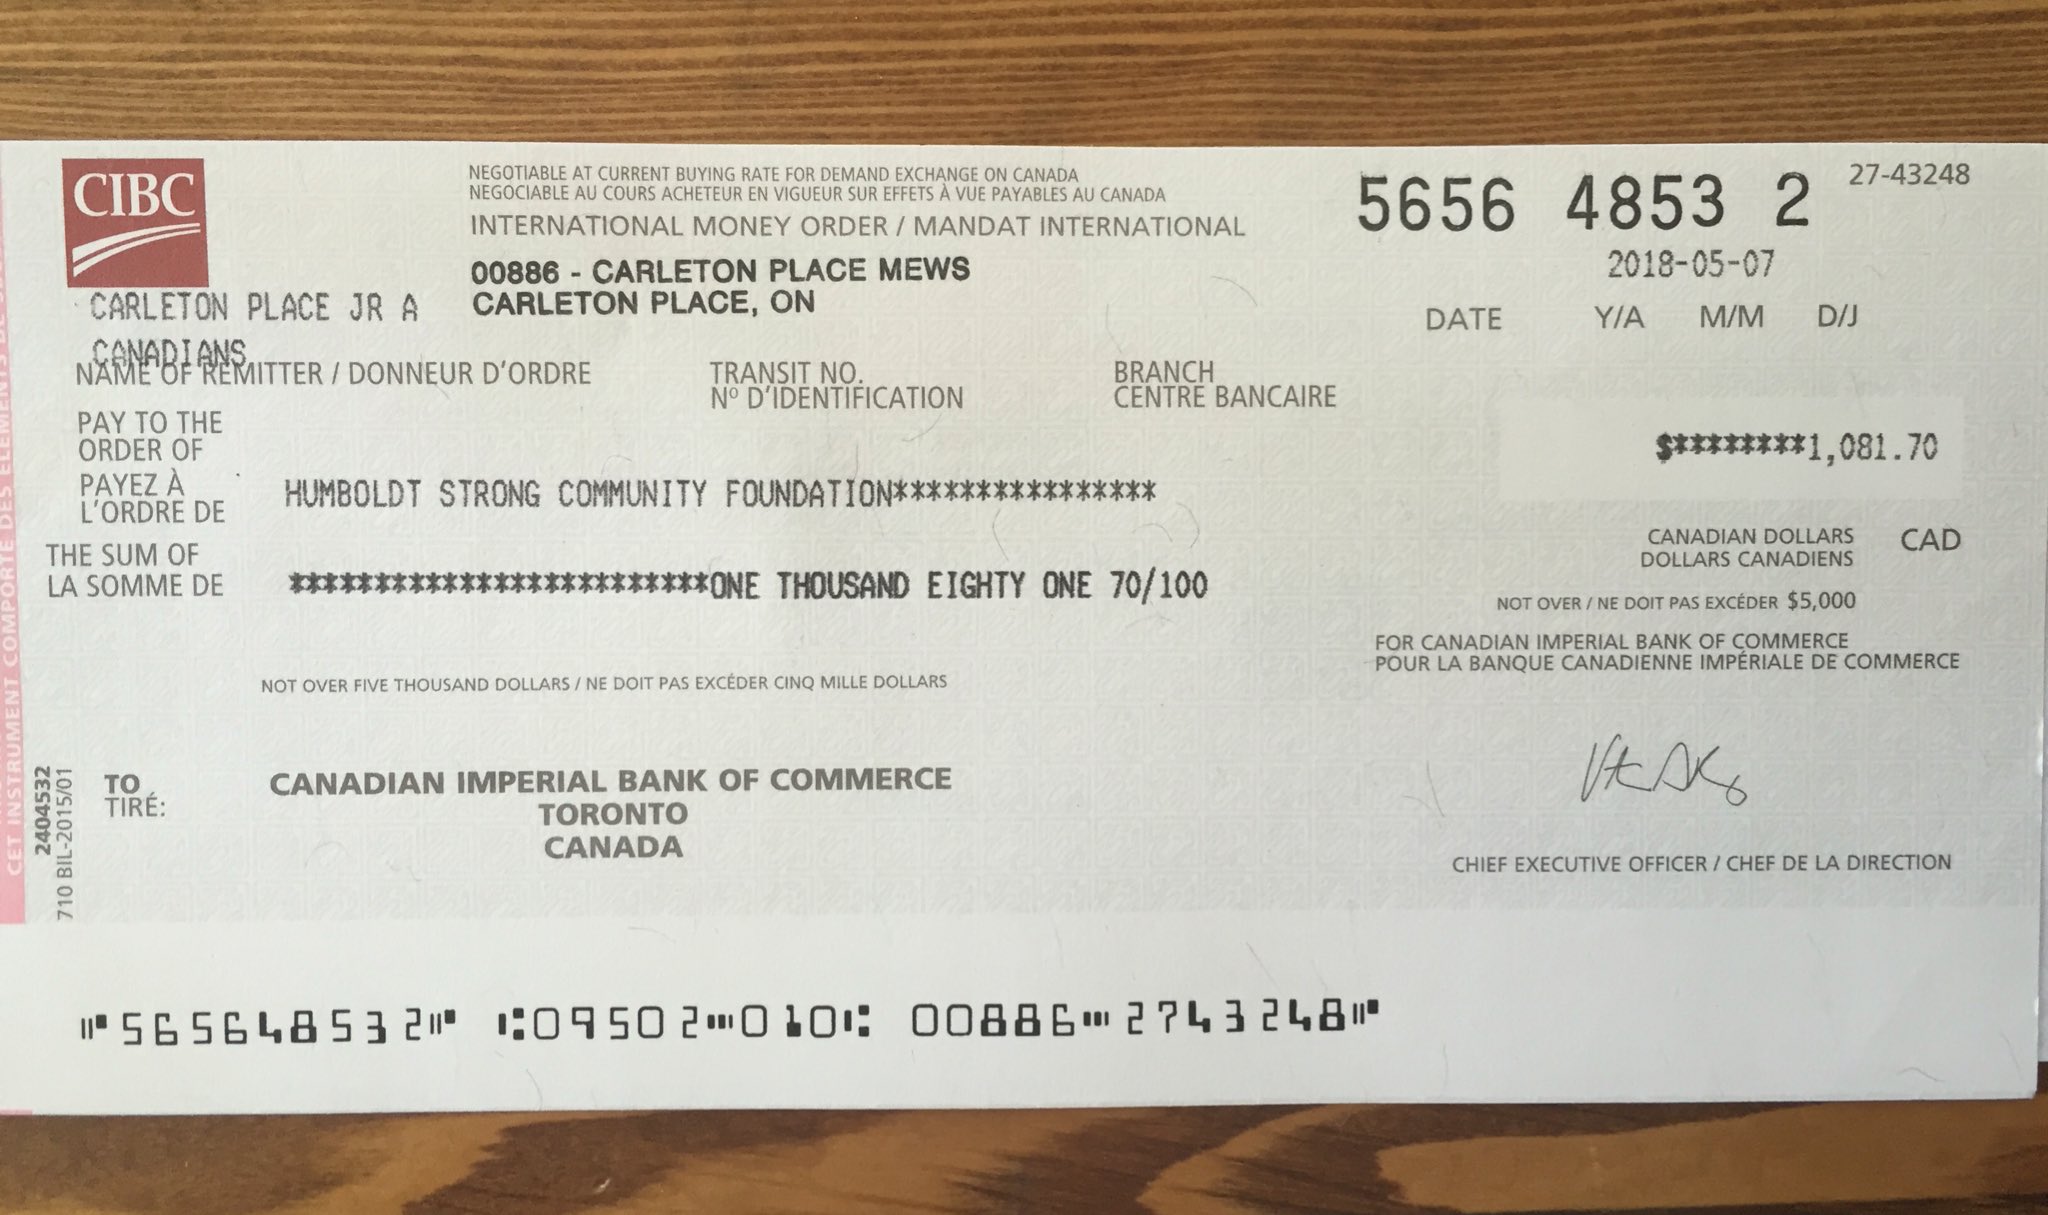 CIBC
NEGOTIABLE AT CURRENT BUYING RATE FOR DEMAND EXCHANGE ON CANADA
NEGOCIABLE AU COURS ACHETEUR EN VIGUEUR SUR EFFETS À VUE PAYABLES AU CANADA
INTERNATIONAL MONEY ORDER / MANDAT INTERNATIONAL
5656 4853 2
27-43248
2018-05-07
00886 - CARLETON PLACE MEWS
CARLETON PLACE, ON
CARLETON PLACE JR A
CANADIANS
DATE Y/A M/M D/J
NAME OF REMITTER / DONNEUR D'ORDRE
TRANSIT NO.
Nº D'IDENTIFICATION
BRANCH
CENTRE BANCAIRE
PAY TO THE
ORDER OF
PAYEZ À
L'ORDRE DE
HUMBOLDT STRONG COMMUNITY FOUNDATION****************
$*********1,081.70
CANADIAN DOLLARS
DOLLARS CANADIENS
CAD
THE SUM OF
LA SOMME DE
*************************ONE THOUSAND EIGHTY ONE 70/100
NOT OVER / NE DOIT PAS EXCÉDER $5,000
FOR CANADIAN IMPERIAL BANK OF COMMERCE
POUR LA BANQUE CANADIENNE IMPÉRIALE DE COMMERCE
NOT OVER FIVE THOUSAND DOLLARS / NE DOIT PAS EXCÉDER CINQ MILLE DOLLARS
TO
TIRÉ:
CANADIAN IMPERIAL BANK OF COMMERCE
TORONTO
CANADA
CHIEF EXECUTIVE OFFICER / CHEF DE LA DIRECTION
2404532
710 BIL-2015/01
CET INSTRUMENT COMPORTE DES ÉLÉMENTS DE
⑈565648532⑈ ⑆09502⑉010⑆ 00886⑉2743248⑈